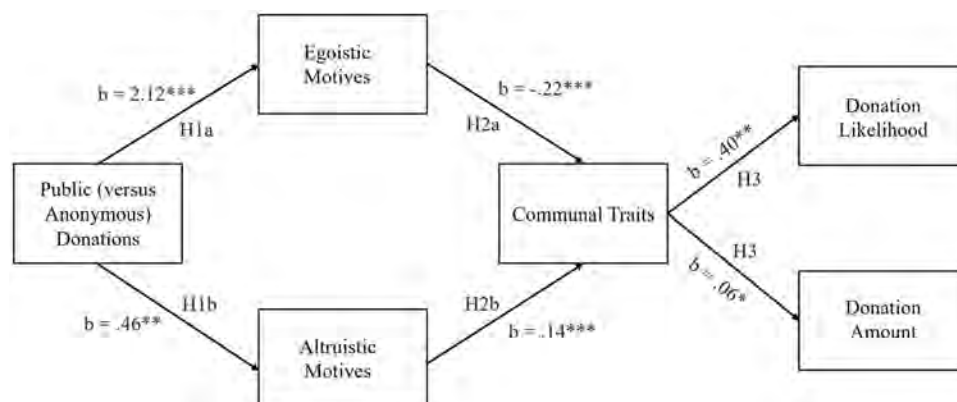 Egoistic
Motives
b = 2.12***
H1a
b = -.22***
H2a
Donation
Likelihood
b = .40**
H3
Public (versus
Anonymous)
Donations
Communal Traits
H3
b = .06*
H1b
b = .46**
H2b
b = .14***
Altruistic
Motives
Donation
Amount